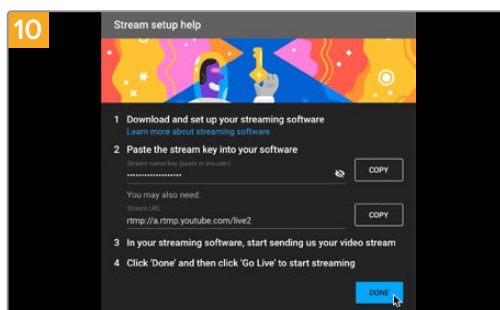 10
Stream setup help
1 Download and set up your streaming software
Learn more about streaming software
2 Paste the stream key into your software
Stream name/key (paste in encoder)
••••••••••••••••••••
COPY
You may also need:
Stream URL
rtmp://a.rtmp.youtube.com/live2
COPY
3 In your streaming software, start sending us your video stream
4 Click 'Done' and then click 'Go Live' to start streaming
DONE